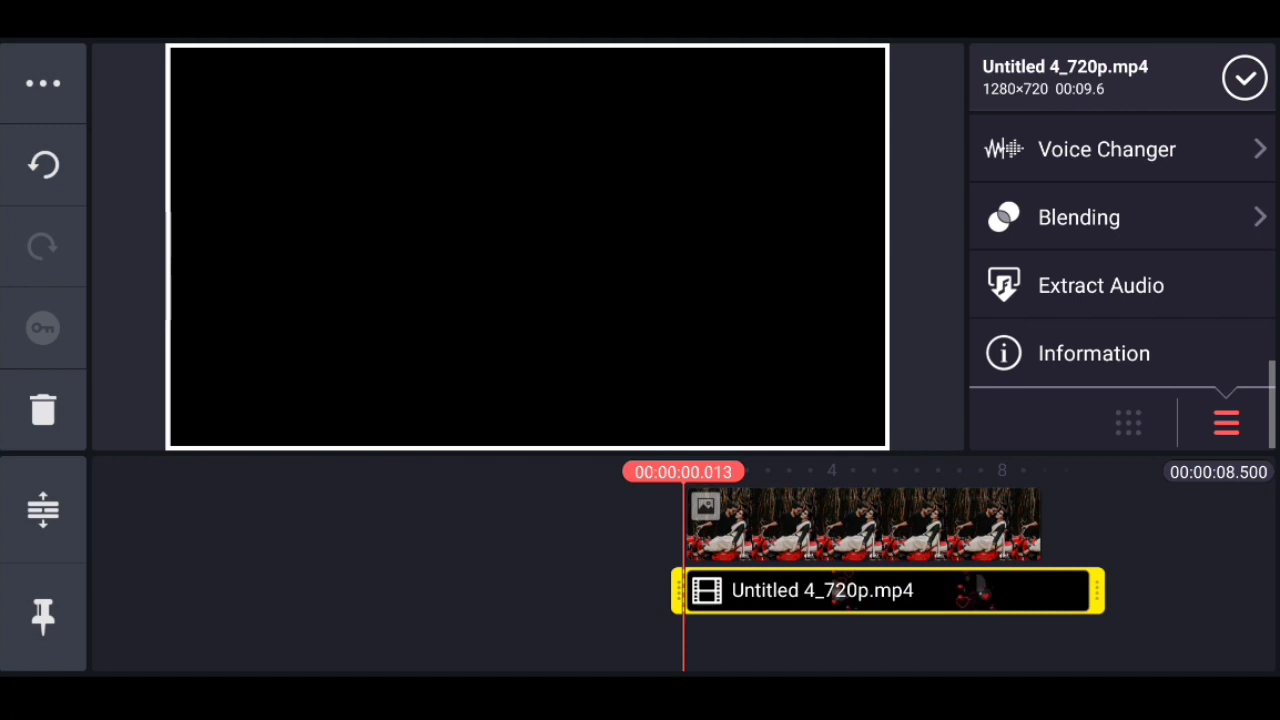 Untitled 4_720p.mp4
1280×720 00:09.6
Voice Changer
Blending
Extract Audio
Information
00:00:00.013
4
8
00:00:08.500
Untitled 4_720p.mp4